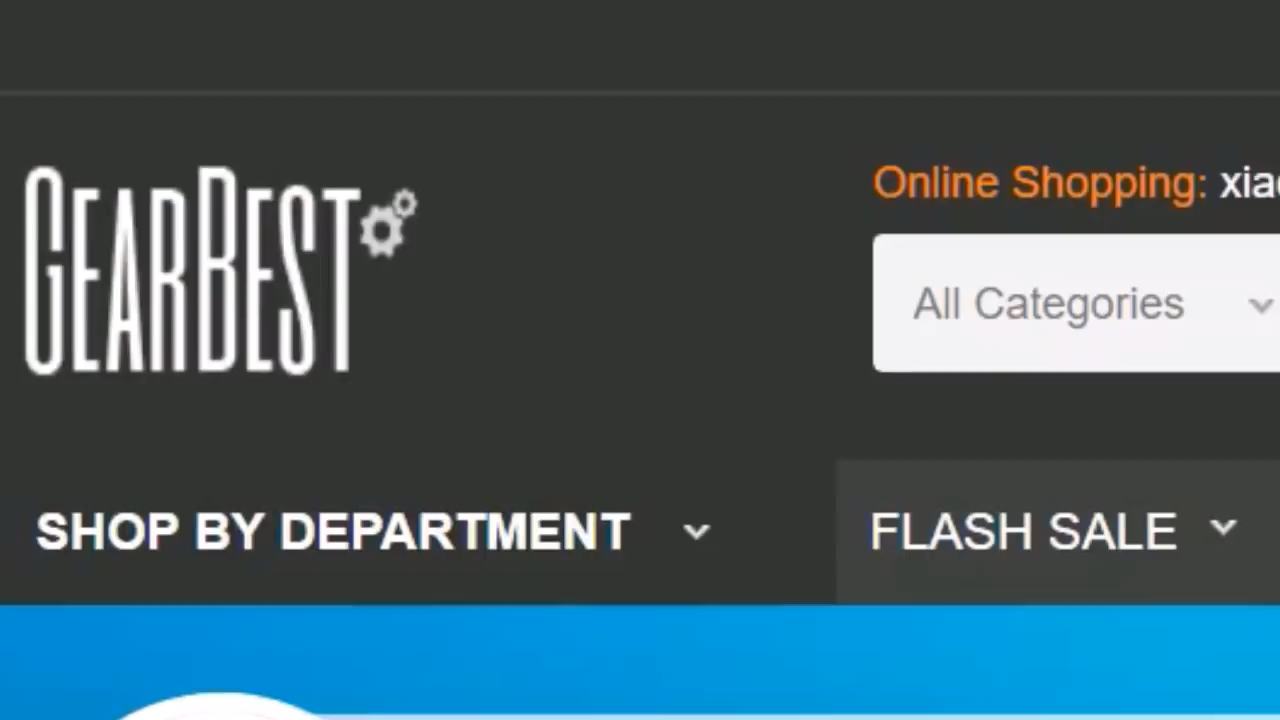 GEARBEST
Online Shopping:
All Categories
SHOP BY DEPARTMENT
FLASH SALE